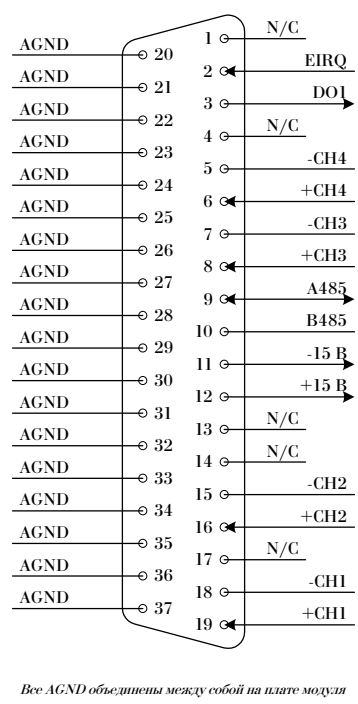 1 N/C
AGND 20
2 EIRQ
AGND 21
3 DO1
AGND 22
4 N/C
AGND 23
5 -CH4
AGND 24
6 +CH4
AGND 25
7 -CH3
AGND 26
8 +CH3
AGND 27
9 A485
AGND 28
10 B485
AGND 29
11 -15 В
AGND 30
12 +15 В
AGND 31
13 N/C
AGND 32
14 N/C
AGND 33
15 -CH2
AGND 34
16 +CH2
AGND 35
17 N/C
AGND 36
18 -CH1
AGND 37
19 +CH1
Все AGND объединены между собой на плате модуля